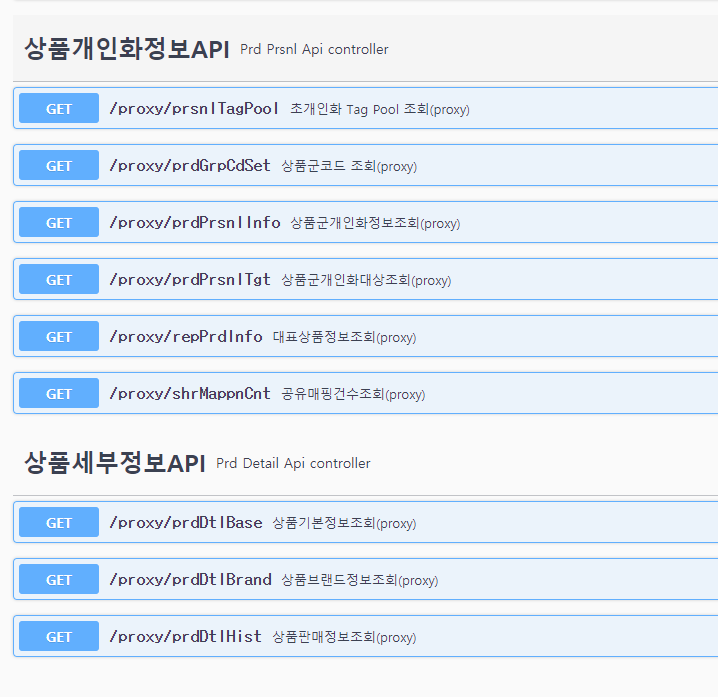 상품개인화정보API Prd Prsnl Api controller
GET /proxy/prsnlTagPool 초개인화 Tag Pool 조회(proxy)
GET /proxy/prdGrpCdSet 상품군코드 조회(proxy)
GET /proxy/prdPrsnlInfo 상품군개인화정보조회(proxy)
GET /proxy/prdPrsnlTgt 상품군개인화대상조회(proxy)
GET /proxy/repPrdInfo 대표상품정보조회(proxy)
GET /proxy/shrMappnCnt 공유매핑건수조회(proxy)
상품세부정보API Prd Detail Api controller
GET /proxy/prdDtlBase 상품기본정보조회(proxy)
GET /proxy/prdDtlBrand 상품브랜드정보조회(proxy)
GET /proxy/prdDtlHist 상품판매정보조회(proxy)